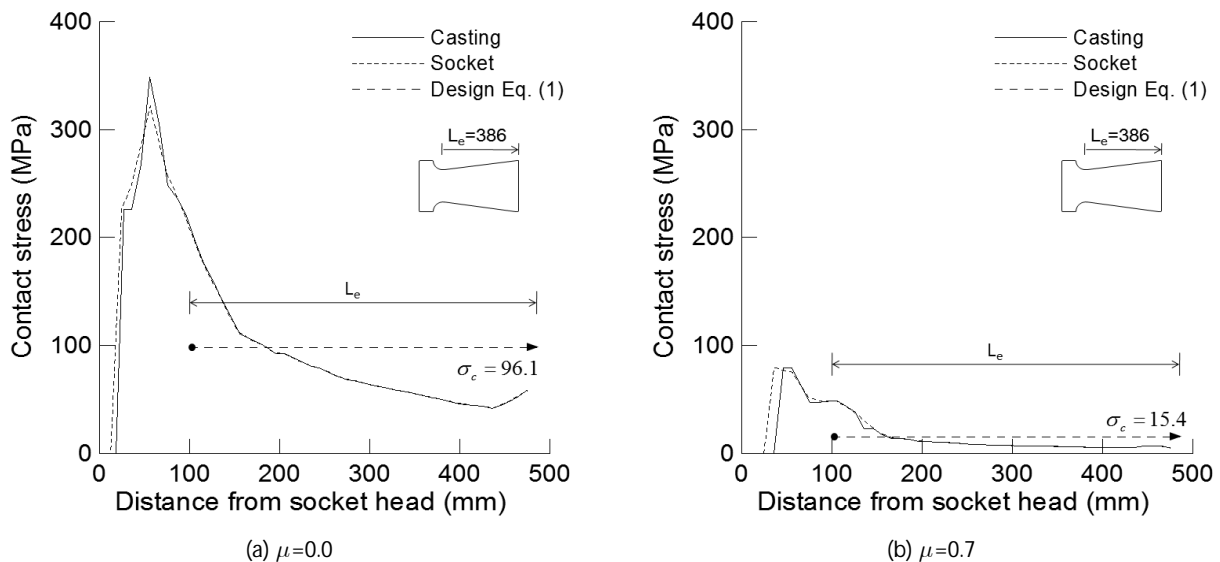 400
300
200
100
0
Contact stress (MPa)
Casting
Socket
Design Eq. (1)
Lₑ=386
Lₑ
σ꜀ = 96.1
0 100 200 300 400 500
Distance from socket head (mm)
(a) μ=0.0
400
300
200
100
0
Contact stress (MPa)
Casting
Socket
Design Eq. (1)
Lₑ=386
Lₑ
σ꜀ = 15.4
0 100 200 300 400 500
Distance from socket head (mm)
(b) μ=0.7